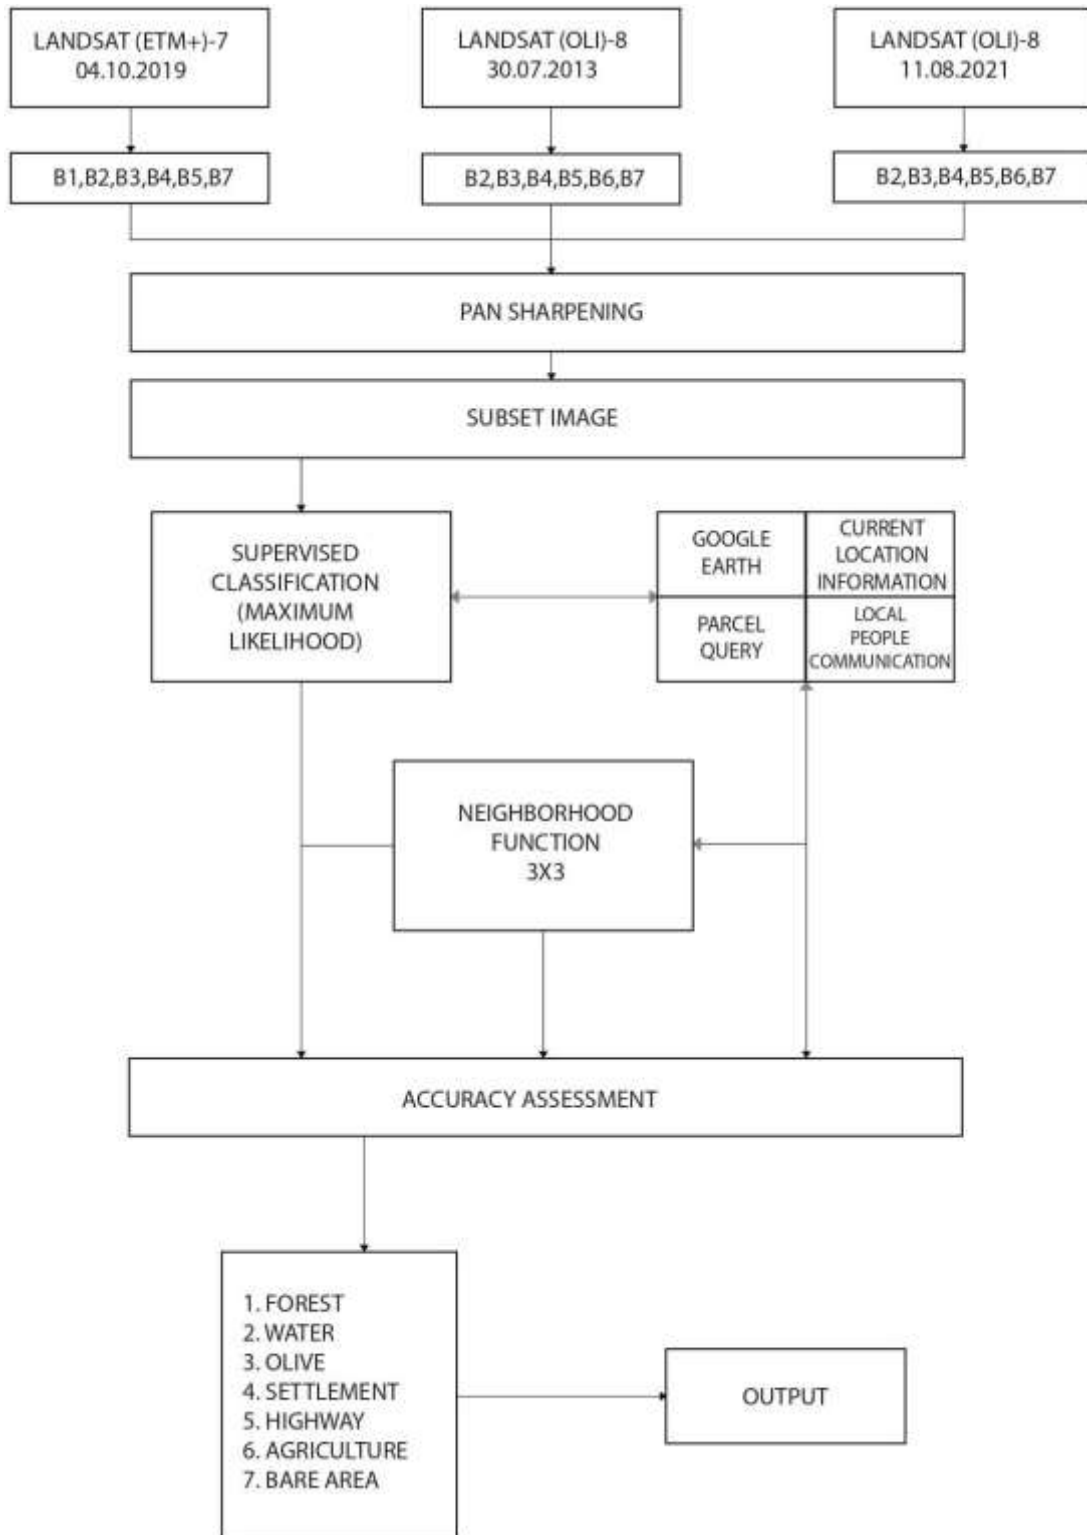 LANDSAT (ETM+)-7
04.10.2019
LANDSAT (OLI)-8
30.07.2013
LANDSAT (OLI)-8
11.08.2021
B1,B2,B3,B4,B5,B7
B2,B3,B4,B5,B6,B7
B2,B3,B4,B5,B6,B7
PAN SHARPENING
SUBSET IMAGE
SUPERVISED
CLASSIFICATION
(MAXIMUM
LIKELIHOOD)
GOOGLE
EARTH
CURRENT
LOCATION
INFORMATION
PARCEL
QUERY
LOCAL
PEOPLE
COMMUNICATION
NEIGHBORHOOD
FUNCTION
3X3
ACCURACY ASSESSMENT
1. FOREST
2. WATER
3. OLIVE
4. SETTLEMENT
5. HIGHWAY
6. AGRICULTURE
7. BARE AREA
OUTPUT